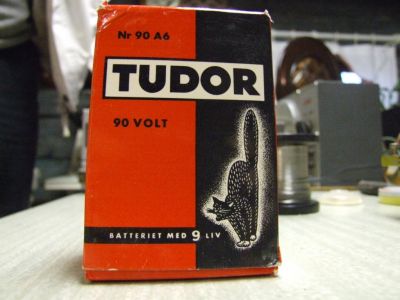 Nr 90 A6
TUDOR
90 VOLT
BATTERIET MED 9 LIV